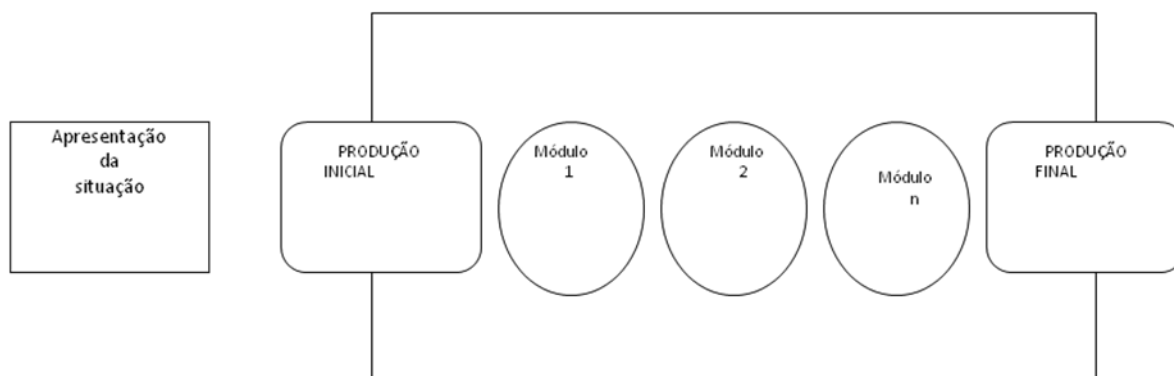 Apresentação
da
situação
PRODUÇÃO
INICIAL
Módulo
1
Módulo
2
Módulo
n
PRODUÇÃO
FINAL